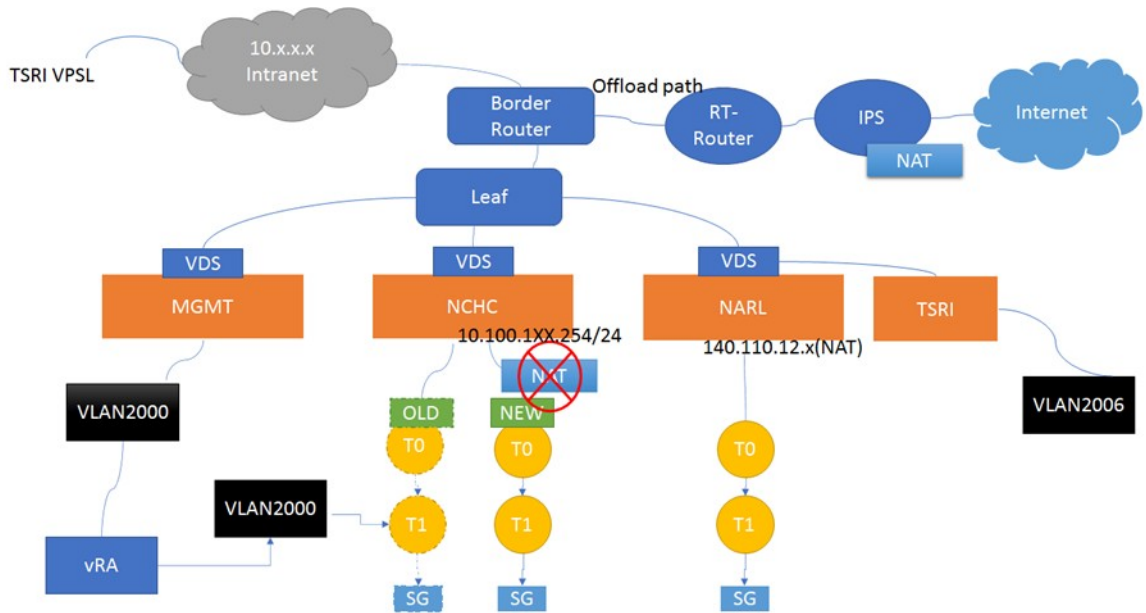 10.x.x.x
Intranet
TSRI VPSL
Offload path
Border
Router
RT-
Router
IPS
NAT
Internet
Leaf
VDS
VDS
VDS
MGMT
NCHC
NARL
TSRI
10.100.1XX.254/24
140.110.12.x(NAT)
NAT
VLAN2000
OLD
NEW
VLAN2006
T0
T0
T0
VLAN2000
T1
T1
T1
vRA
SG
SG
SG